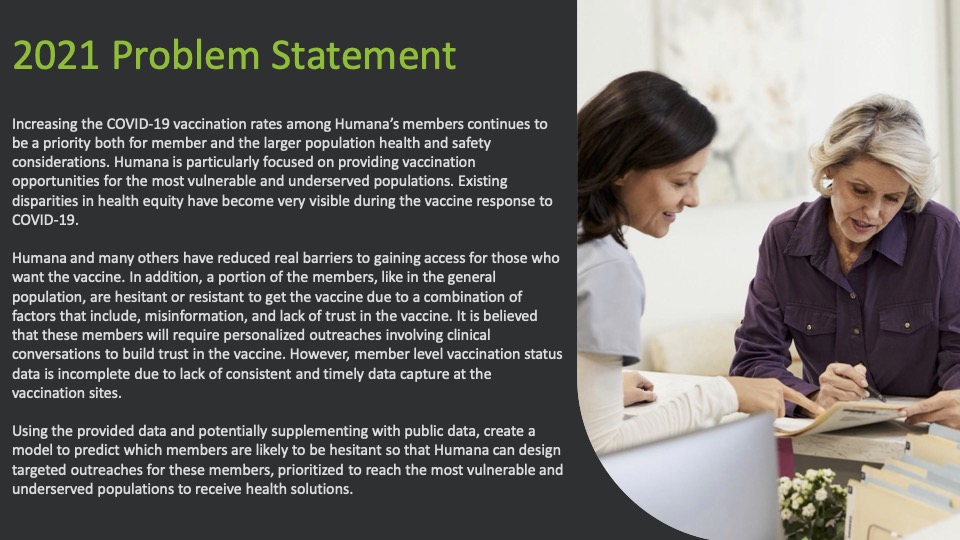 2021 Problem Statement
Increasing the COVID-19 vaccination rates among Humana's members continues to
be a priority both for member and the larger population health and safety
considerations. Humana is particularly focused on providing vaccination
opportunities for the most vulnerable and underserved populations. Existing
disparities in health equity have become very visible during the vaccine response to
COVID-19.
Humana and many others have reduced real barriers to gaining access for those who
want the vaccine. In addition, a portion of the members, like in the general
population, are hesitant or resistant to get the vaccine due to a combination of
factors that include, misinformation, and lack of trust in the vaccine. It is believed
that these members will require personalized outreaches involving clinical
conversations to build trust in the vaccine. However, member level vaccination status
data is incomplete due to lack of consistent and timely data capture at the
vaccination sites.
Using the provided data and potentially supplementing with public data, create a
model to predict which members are likely to be hesitant so that Humana can design
targeted outreaches for these members, prioritized to reach the most vulnerable and
underserved populations to receive health solutions.